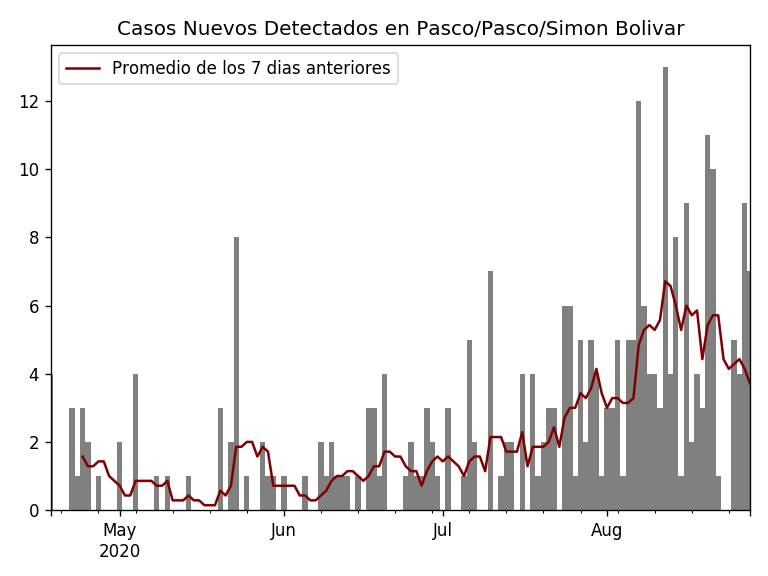 Casos Nuevos Detectados en Pasco/Pasco/Simon Bolivar
Promedio de los 7 dias anteriores
12
10
8
6
4
2
0
May
2020
Jun
Jul
Aug